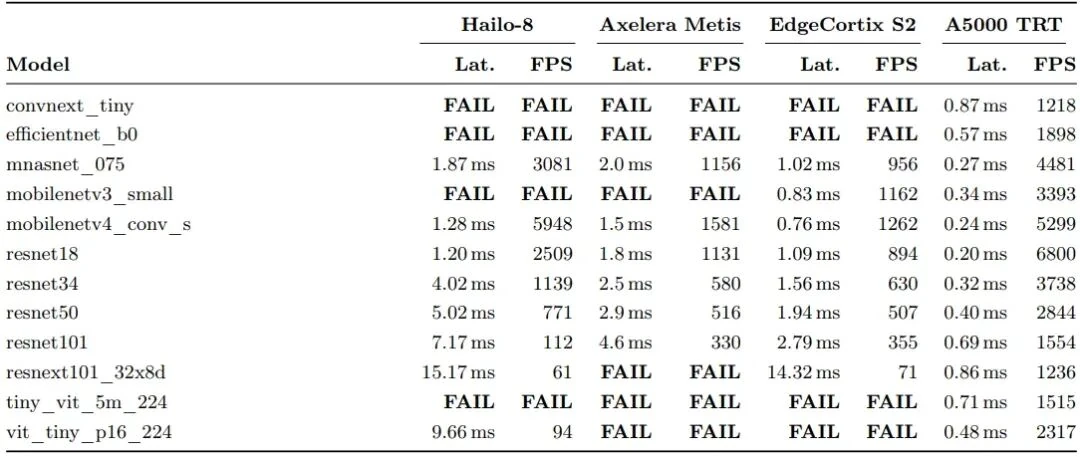 Hailo-8 Axelera Metis EdgeCortix S2 A5000 TRT
Model Lat. FPS Lat. FPS Lat. FPS Lat. FPS
convnext_tiny FAIL FAIL FAIL FAIL FAIL FAIL 0.87 ms 1218
efficientnet_b0 FAIL FAIL FAIL FAIL FAIL FAIL 0.57 ms 1898
mnasnet_075 1.87 ms 3081 2.0 ms 1156 1.02 ms 956 0.27 ms 4481
mobilenetv3_small FAIL FAIL FAIL FAIL 0.83 ms 1162 0.34 ms 3393
mobilenetv4_conv_s 1.28 ms 5948 1.5 ms 1581 0.76 ms 1262 0.24 ms 5299
resnet18 1.20 ms 2509 1.8 ms 1131 1.09 ms 894 0.20 ms 6800
resnet34 4.02 ms 1139 2.5 ms 580 1.56 ms 630 0.32 ms 3738
resnet50 5.02 ms 771 2.9 ms 516 1.94 ms 507 0.40 ms 2844
resnet101 7.17 ms 112 4.6 ms 330 2.79 ms 355 0.69 ms 1554
resnext101_32x8d 15.17 ms 61 FAIL FAIL 14.32 ms 71 0.86 ms 1236
tiny_vit_5m_224 FAIL FAIL FAIL FAIL FAIL FAIL 0.71 ms 1515
vit_tiny_p16_224 9.66 ms 94 FAIL FAIL FAIL FAIL 0.48 ms 2317